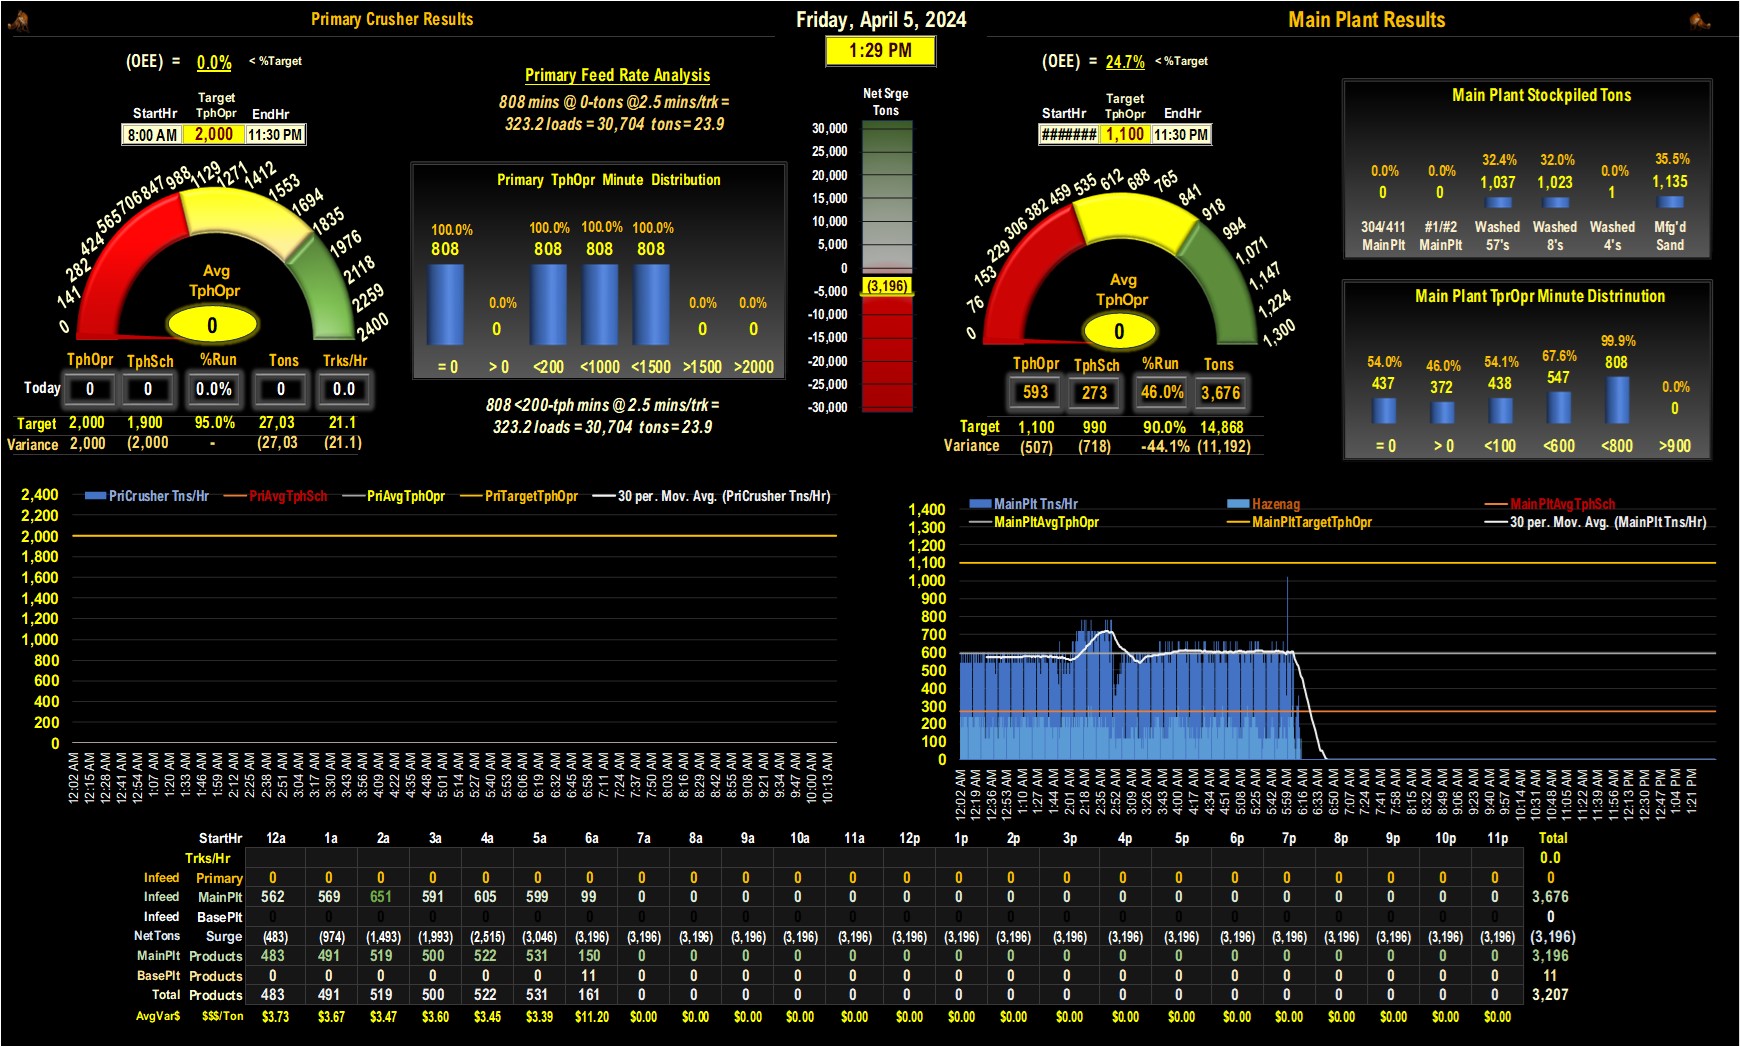 Primary Crusher Results
Friday, April 5, 2024
Main Plant Results
1:29 PM
(OEE) = 0.0% < %Target
StartHr Target TphOpr EndHr
8:00 AM 2,000 11:30 PM
0 141 282 424 565 706 847 988 1129 1271 1412 1553 1694 1835 1976 2118 2259 2400
Avg
TphOpr
0
TphOpr TphSch %Run Tons Trks/Hr
Today 0 0 0.0% 0 0.0
Target 2,000 1,900 95.0% 27,03 21.1
Variance 2,000 (2,000 - (27,03 (21.1)
Primary Feed Rate Analysis
808 mins @ 0-tons @2.5 mins/trk =
323.2 loads = 30,704 tons = 23.9
Primary TphOpr Minute Distribution
100.0% 0.0% 100.0% 100.0% 100.0% 0.0% 0.0%
808 0 808 808 808 0 0
= 0 > 0 <200 <1000 <1500 >1500 >2000
808 <200-tph mins @ 2.5 mins/trk =
323.2 loads = 30,704 tons = 23.9
Net Srge
Tons
30,000
25,000
20,000
15,000
10,000
5,000
0
(3,196)
-5,000
-10,000
-15,000
-20,000
-25,000
-30,000
(OEE) = 24.7% < %Target
StartHr Target TphOpr EndHr
####### 1,100 11:30 PM
0 76 153 229 306 382 459 535 612 688 765 841 918 994 1,071 1,147 1,224 1,300
Avg
TphOpr
0
TphOpr TphSch %Run Tons
593 273 46.0% 3,676
Target 1,100 990 90.0% 14,868
Variance (507) (718) -44.1% (11,192)
Main Plant Stockpiled Tons
0.0% 0.0% 32.4% 32.0% 0.0% 35.5%
0 0 1,037 1,023 1 1,135
304/411 #1/#2 Washed Washed Washed Mfg'd
MainPlt MainPlt 57's 8's 4's Sand
Main Plant TprOpr Minute Distrinution
54.0% 46.0% 54.1% 67.6% 99.9% 0.0%
437 372 438 547 808 0
= 0 > 0 <100 <600 <800 >900
PriCrusher Tns/Hr PriAvgTphSch PriAvgTphOpr PriTargetTphOpr 30 per. Mov. Avg. (PriCrusher Tns/Hr)
2,400
2,200
2,000
1,800
1,600
1,400
1,200
1,000
800
600
400
200
0
12:02 AM 12:15 AM 12:28 AM 12:41 AM 12:54 AM 1:07 AM 1:20 AM 1:33 AM 1:46 AM 1:59 AM 2:12 AM 2:25 AM 2:38 AM 2:51 AM 3:04 AM 3:17 AM 3:30 AM 3:43 AM 3:56 AM 4:09 AM 4:22 AM 4:35 AM 4:48 AM 5:01 AM 5:14 AM 5:27 AM 5:40 AM 5:53 AM 6:06 AM 6:19 AM 6:32 AM 6:45 AM 6:58 AM 7:11 AM 7:24 AM 7:37 AM 7:50 AM 8:03 AM 8:16 AM 8:29 AM 8:42 AM 8:55 AM 9:08 AM 9:21 AM 9:34 AM 9:47 AM 10:00 AM 10:13 AM
MainPlt Tns/Hr Hazenag MainPltAvgTphSch
MainPltAvgTphOpr MainPltTargetTphOpr 30 per. Mov. Avg. (MainPlt Tns/Hr)
1,400
1,300
1,200
1,100
1,000
900
800
700
600
500
400
300
200
100
0
12:02 AM 12:19 AM 12:36 AM 12:53 AM 1:10 AM 1:27 AM 1:44 AM 2:01 AM 2:18 AM 2:35 AM 2:52 AM 3:09 AM 3:26 AM 3:43 AM 4:00 AM 4:17 AM 4:34 AM 4:51 AM 5:08 AM 5:25 AM 5:42 AM 5:59 AM 6:16 AM 6:33 AM 6:50 AM 7:07 AM 7:24 AM 7:41 AM 7:58 AM 8:15 AM 8:32 AM 8:49 AM 9:06 AM 9:23 AM 9:40 AM 9:57 AM 10:14 AM 10:31 AM 10:48 AM 11:05 AM 11:22 AM 11:39 AM 11:56 AM 12:13 PM 12:30 PM 12:47 PM 1:04 PM 1:21 PM
StartHr 12a 1a 2a 3a 4a 5a 6a 7a 8a 9a 10a 11a 12p 1p 2p 3p 4p 5p 6p 7p 8p 9p 10p 11p Total
Trks/Hr 0.0
Infeed Primary 0 0 0 0 0 0 0 0 0 0 0 0 0 0 0 0 0 0 0 0 0 0 0 0 0
Infeed MainPlt 562 569 651 591 605 599 99 0 0 0 0 0 0 0 0 0 0 0 0 0 0 0 0 0 3,676
Infeed BasePlt 0 0 0 0 0 0 0 0 0 0 0 0 0 0 0 0 0 0 0 0 0 0 0 0 0
NetTons Surge (483) (974) (1,493) (1,993) (2,515) (3,046) (3,196) (3,196) (3,196) (3,196) (3,196) (3,196) (3,196) (3,196) (3,196) (3,196) (3,196) (3,196) (3,196) (3,196) (3,196) (3,196) (3,196) (3,196) (3,196)
MainPlt Products 483 491 519 500 522 531 150 0 0 0 0 0 0 0 0 0 0 0 0 0 0 0 0 0 3,196
BasePlt Products 0 0 0 0 0 0 11 0 0 0 0 0 0 0 0 0 0 0 0 0 0 0 0 0 11
Total Products 483 491 519 500 522 531 161 0 0 0 0 0 0 0 0 0 0 0 0 0 0 0 0 0 3,207
AvgVar$ $$$/Ton $3.73 $3.67 $3.47 $3.60 $3.45 $3.39 $11.20 $0.00 $0.00 $0.00 $0.00 $0.00 $0.00 $0.00 $0.00 $0.00 $0.00 $0.00 $0.00 $0.00 $0.00 $0.00 $0.00 $0.00